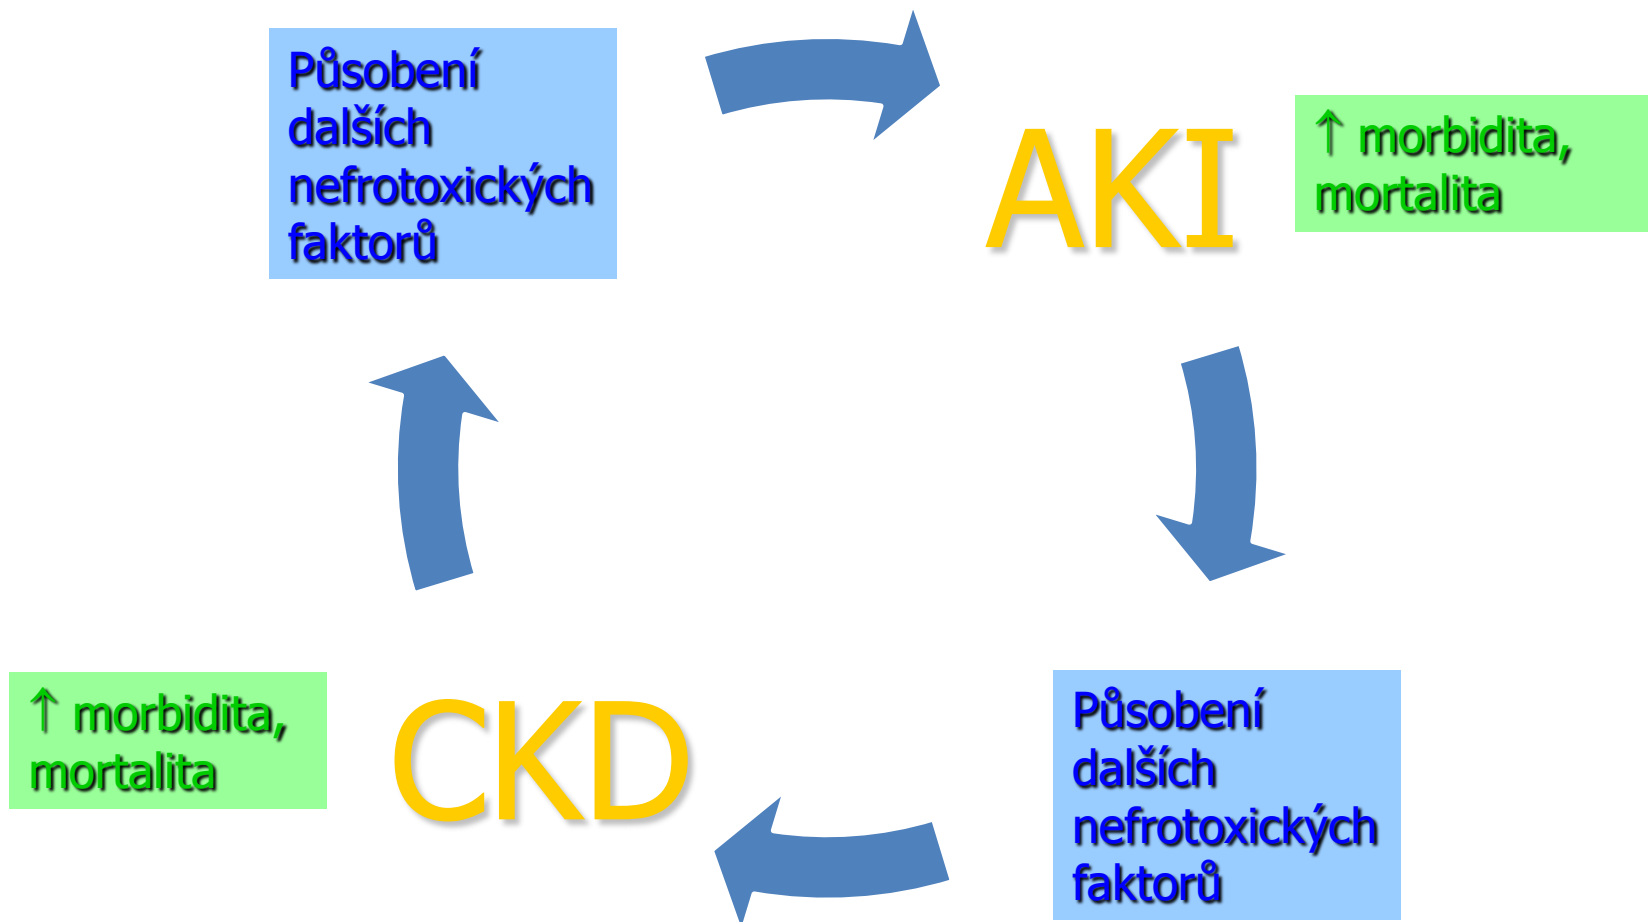 Působení
dalších
nefrotoxických
faktorů
AKI
↑ morbidita,
mortalita
↑ morbidita,
mortalita
CKD
Působení
dalších
nefrotoxických
faktorů